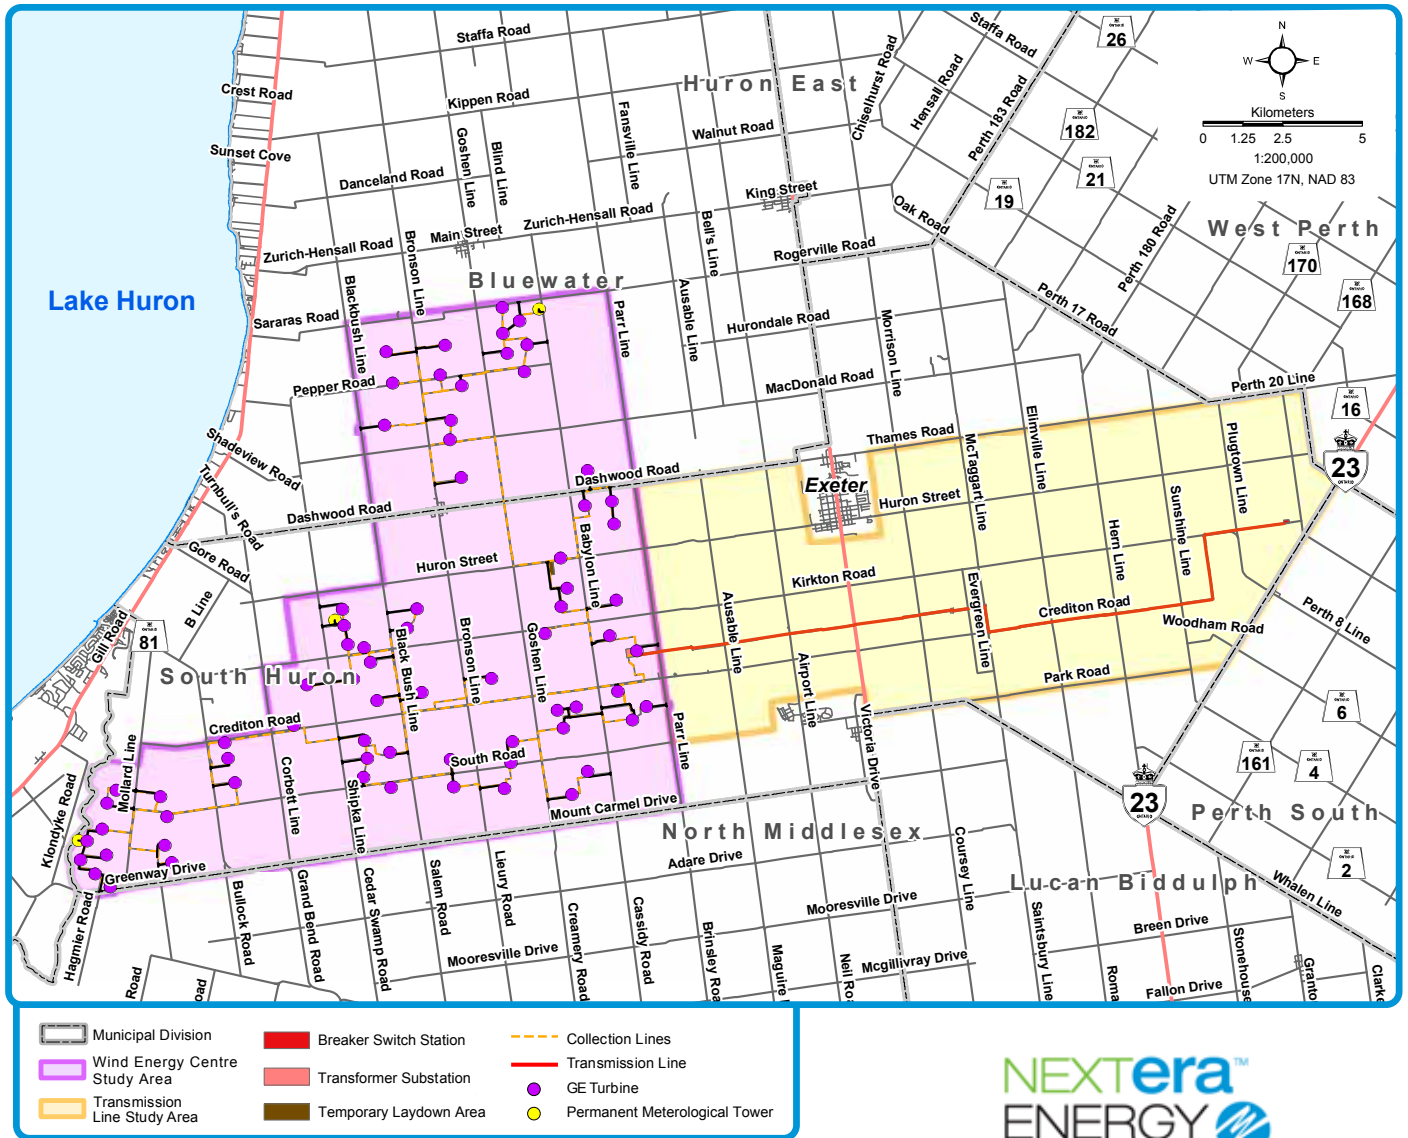 Staffa Road
Staffa Road
26
N
W
E
S
Kilometers
0 1.25 2.5 5
1:200,000
UTM Zone 17N, NAD 83
Huron East
Chiselhurst Road
Hensall Road
Perth 183 Road
Crest Road
Kippen Road
Fansville Line
Walnut Road
182
Sunset Cove
Goshen Line
Blind Line
21
Danceland Road
King Street
19
Oak Road
Perth 180 Road
West Perth
Zurich-Hensall Road
Main Street
Zurich-Hensall Road
Bell's Line
Rogerville Road
170
Bronson Line
Bluewater
168
Lake Huron
Blackbush Line
Ausable Line
Perth 17 Road
Sararas Road
Parr Line
Hurondale Road
Morrison Line
Pepper Road
MacDonald Road
Perth 20 Line
16
Elimville Line
Shadeview Road
Thames Road
McTaggart Line
Plugtown Line
23
ONTARIO
Turnbull's Road
Dashwood Road
Exeter
Huron Street
Sunshine Line
Dashwood Road
Hern Line
Gore Road
Huron Street
Babylon Line
Kirkton Road
Evergreen Line
B Line
Ausable Line
Crediton Road
Perth 8 Line
Woodham Road
Gill Road
81
Black Bush Line
Bronson Line
Goshen Line
South Huron
Airport Line
Park Road
6
Crediton Road
Victoria Drive
Parr Line
Mollard Line
South Road
161
4
Corbett Line
Shipka Line
Klondyke Road
Mount Carmel Drive
23
ONTARIO
Perth South
North Middlesex
Coursey Line
Adare Drive
2
Greenway Drive
Lucan Biddulph
Whalen Line
Hagmier Road
Bullock Road
Grand Bend Road
Cedar Swamp Road
Salem Road
Lieury Road
Creamery Road
Cassidy Road
Mooresville Drive
Saintsbury Line
Breen Drive
Mooresville Drive
Brinsley Roa
Maguire
Neil Ro
Mcgillivray Drive
Roma
Stonehouse
Granto
Clarke
Fallon Drive
Road
oad
Municipal Division
Wind Energy Centre
Study Area
Transmission
Line Study Area
Breaker Switch Station
Transformer Substation
Temporary Laydown Area
Collection Lines
Transmission Line
GE Turbine
Permanent Meterological Tower
NEXTera™
ENERGY